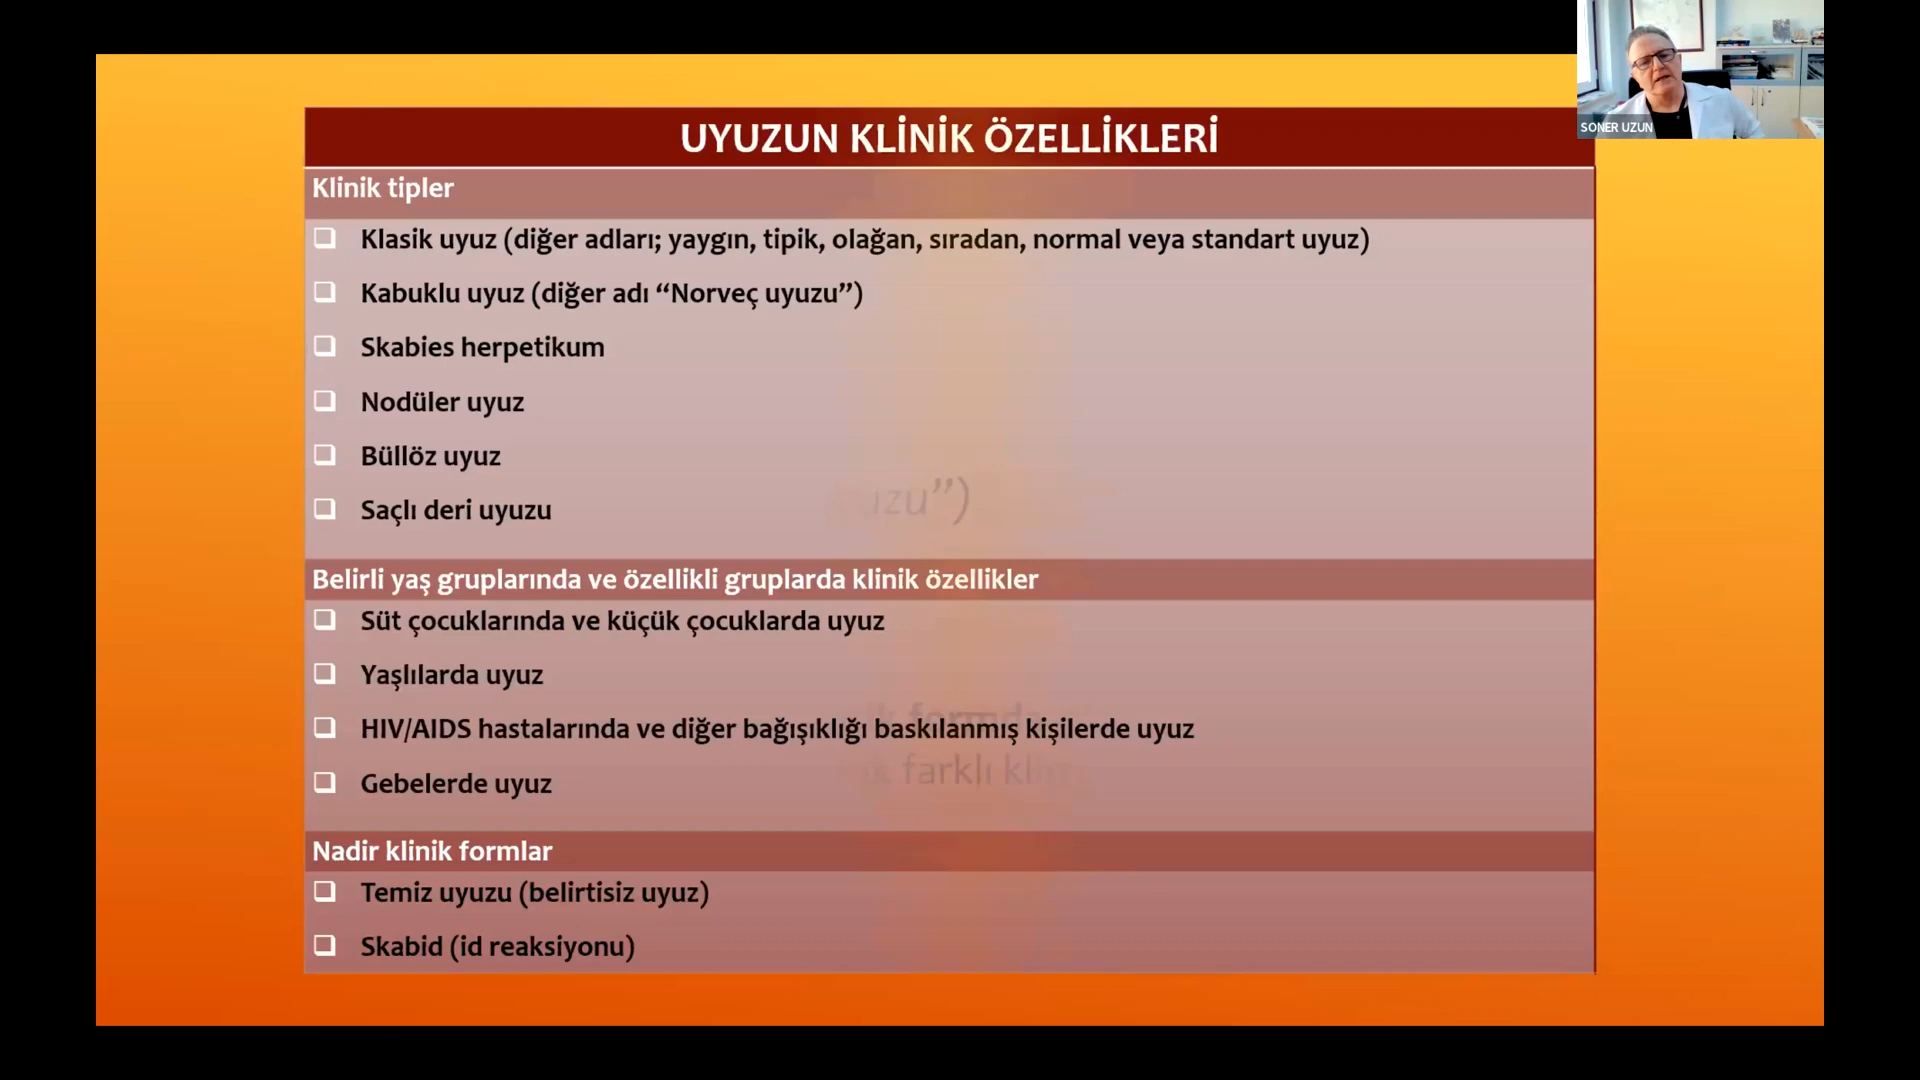 SONER UZUN
UYUZUN KLİNİK ÖZELLİKLERİ
Klinik tipler
Klasik uyuz (diğer adları; yaygın, tipik, olağan, sıradan, normal veya standart uyuz)
Kabuklu uyuz (diğer adı “Norveç uyuzu”)
Skabies herpetikum
Nodüler uyuz
Büllöz uyuz
Saçlı deri uyuzu
Belirli yaş gruplarında ve özellikli gruplarda klinik özellikler
Süt çocuklarında ve küçük çocuklarda uyuz
Yaşlılarda uyuz
HIV/AIDS hastalarında ve diğer bağışıklığı baskılanmış kişilerde uyuz
Gebelerde uyuz
Nadir klinik formlar
Temiz uyuzu (belirtisiz uyuz)
Skabid (id reaksiyonu)